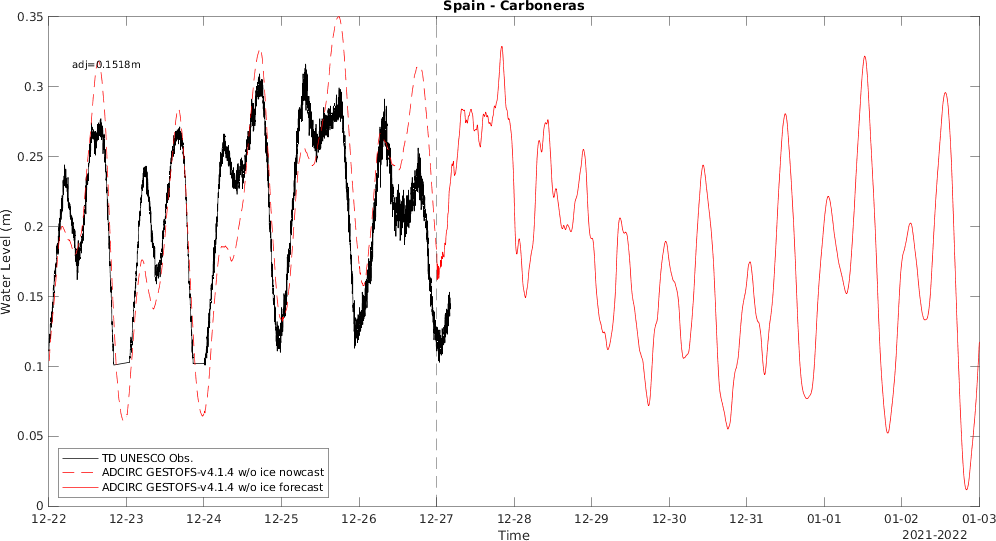 Spain - Carboneras
0.35
0.3
0.25
0.2
0.15
0.1
0.05
0
Water Level (m)
adj=0.1518m
TD UNESCO Obs.
ADCIRC GESTOFS-v4.1.4 w/o ice nowcast
ADCIRC GESTOFS-v4.1.4 w/o ice forecast
12-22 12-23 12-24 12-25 12-26 12-27 12-28 12-29 12-30 12-31 01-01 01-02 01-03
Time
2021-2022